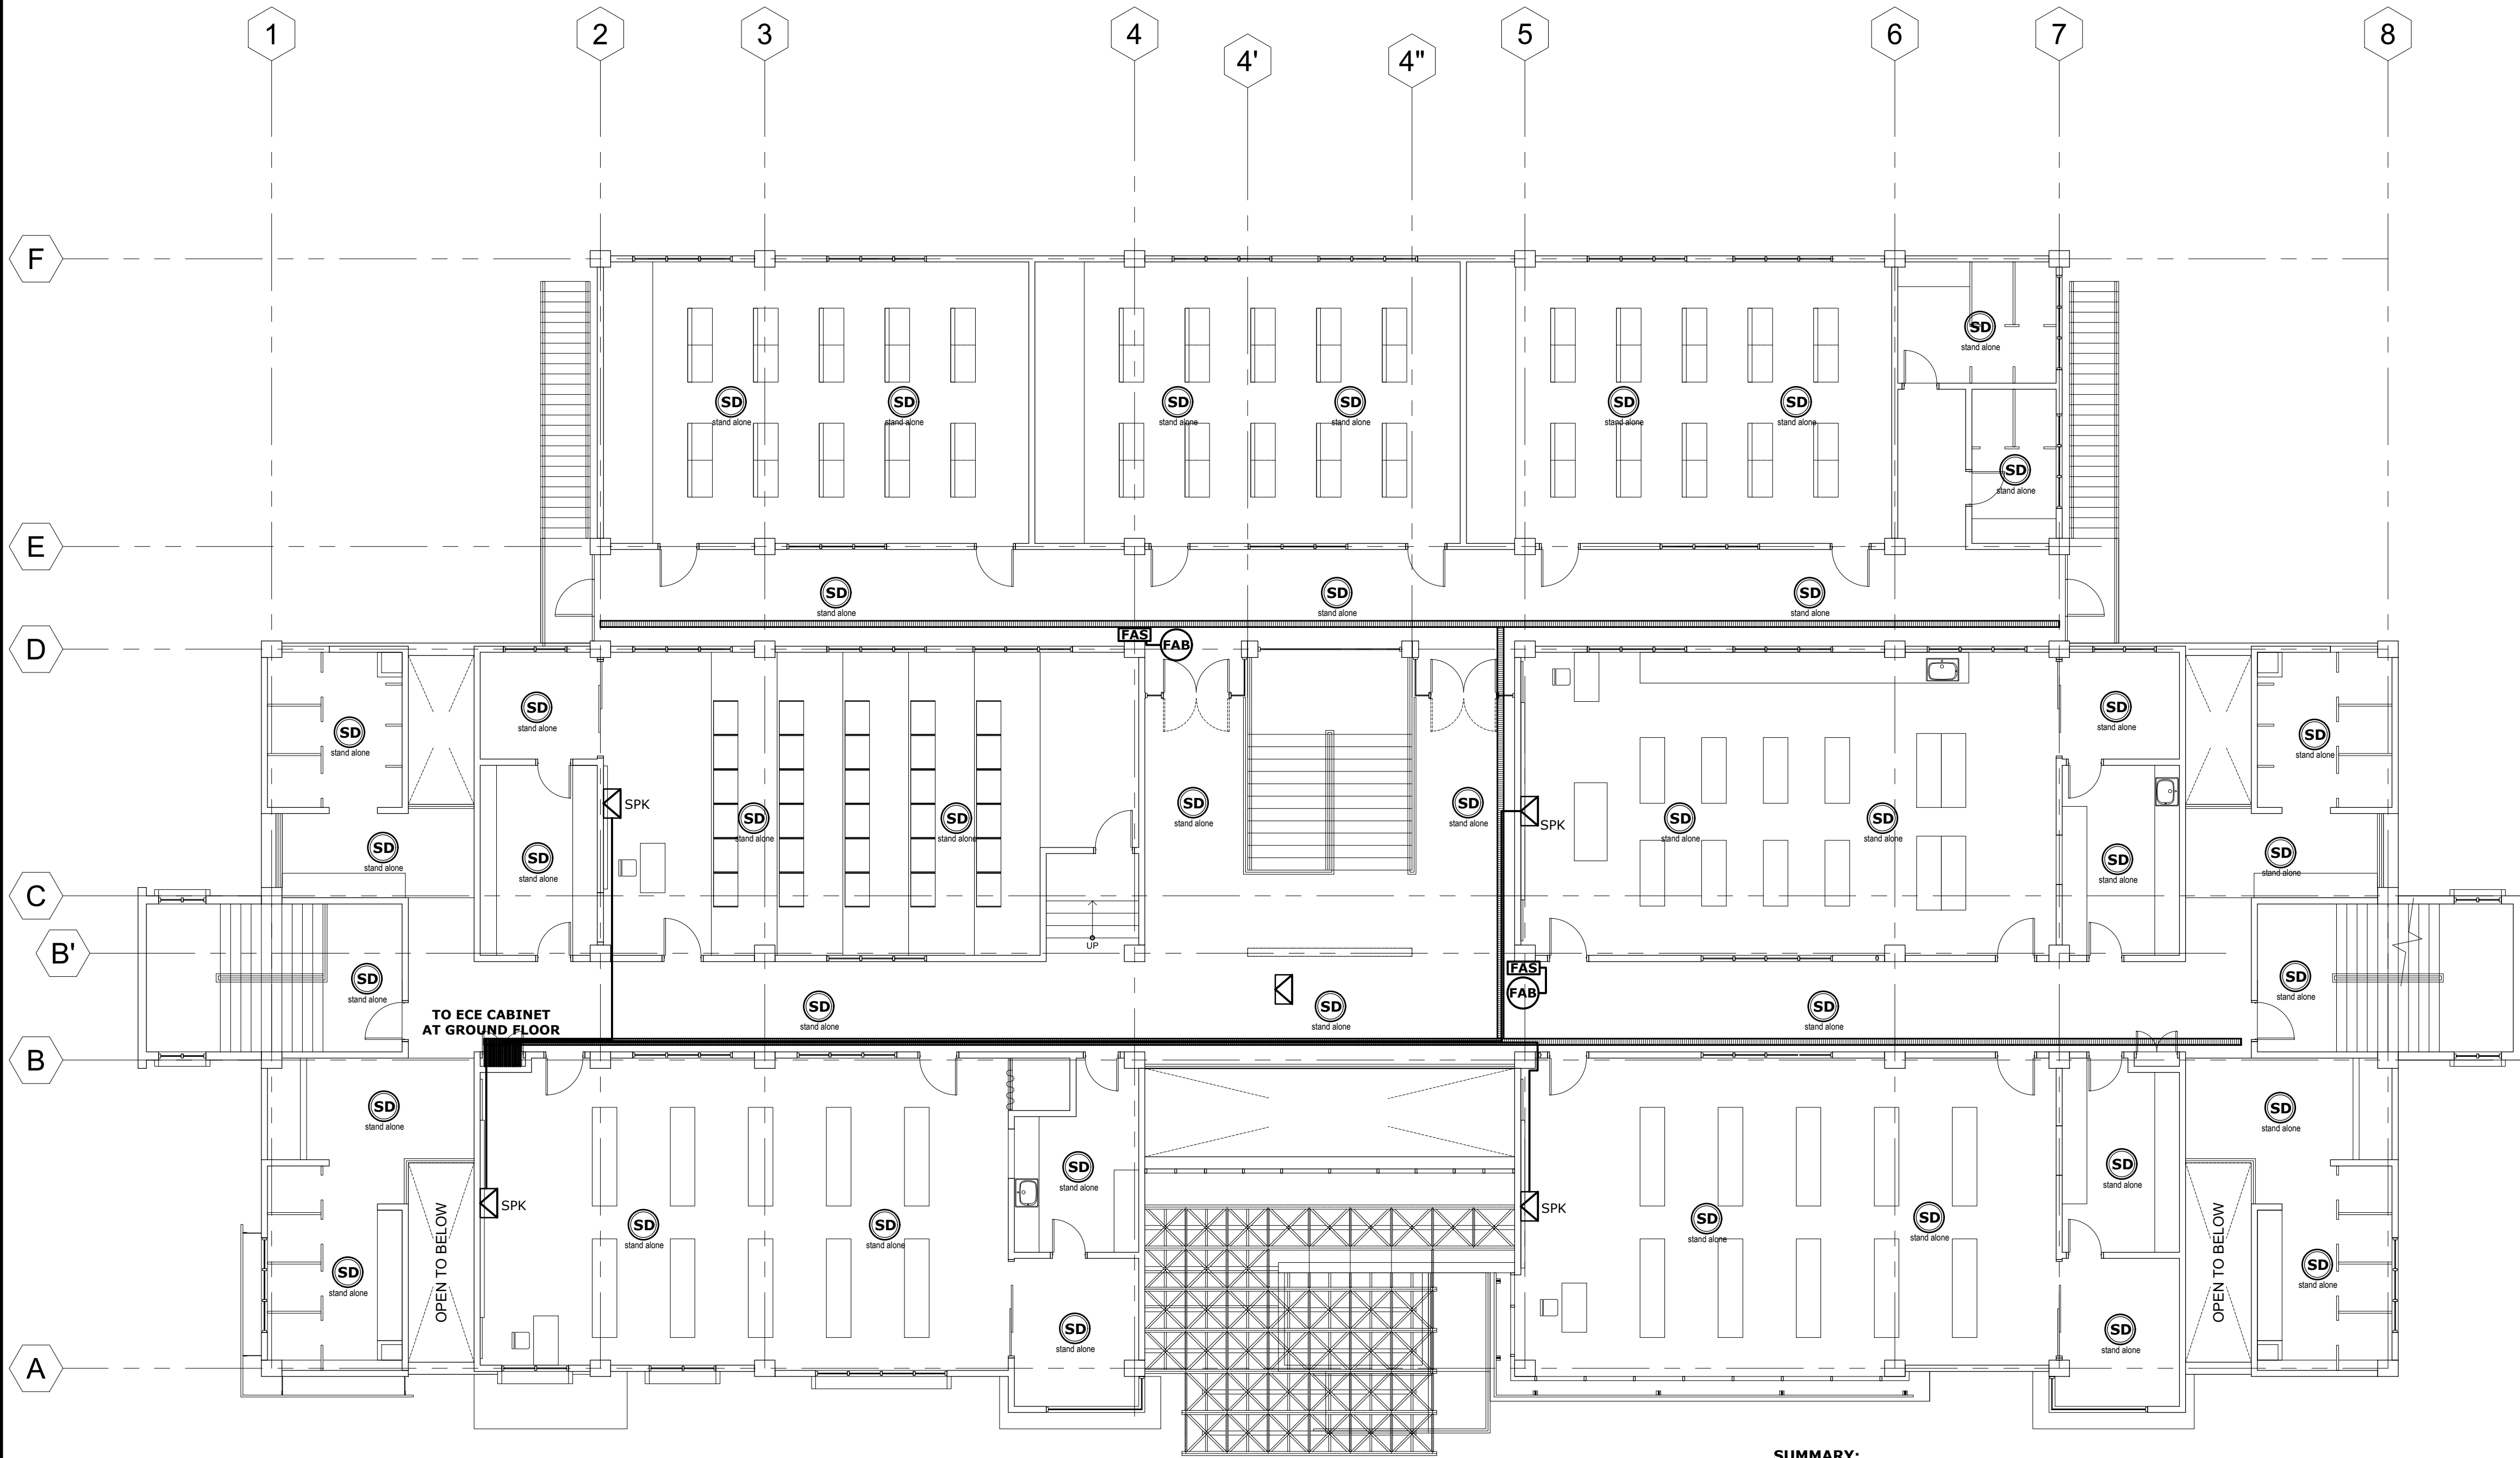 1 2 3 4 5 6 7 8
4' 4"
F
SD
stand alone
SD SD SD SD SD SD
stand alone stand alone stand alone stand alone stand alone stand alone
SD
stand alone
E
SD SD SD
stand alone stand alone stand alone
FAS
FAB
D
SD SD SD SD
stand alone stand alone stand alone stand alone
SPK
SD SD
stand alone stand alone
SPK
SD SD SD SD
stand alone stand alone stand alone stand alone
SD SD SD SD
stand alone stand alone stand alone stand alone
C
UP
B'
FAS
FAB
SD SD
stand alone stand alone
SD SD SD
stand alone stand alone stand alone
TO ECE CABINET
AT GROUND FLOOR
B
SD SD
stand alone stand alone
SD SD
stand alone stand alone
SPK
SPK
SD SD SD SD
stand alone stand alone stand alone stand alone
OPEN TO BELOW
OPEN TO BELOW
SD SD
stand alone stand alone
SD SD
stand alone stand alone
A
SUMMARY: